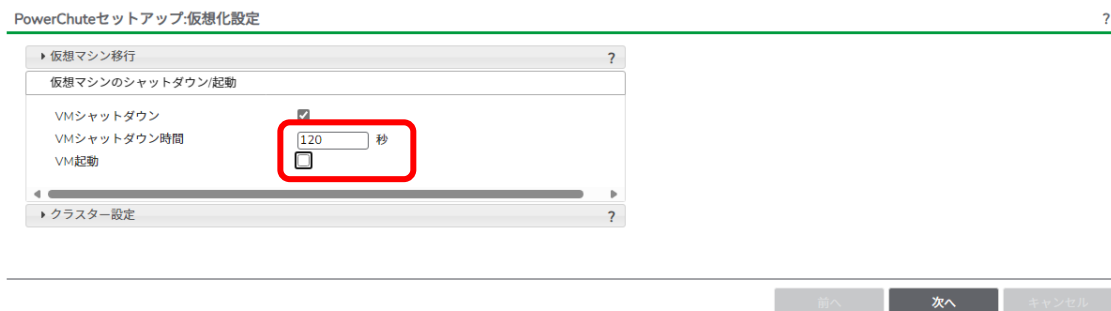 PowerChuteセットアップ:仮想化設定 ?
仮想マシン移行 ?
仮想マシンのシャットダウン/起動
VMシャットダウン
VMシャットダウン時間 120 秒
VM起動
クラスター設定 ?
前へ 次へ キャンセル